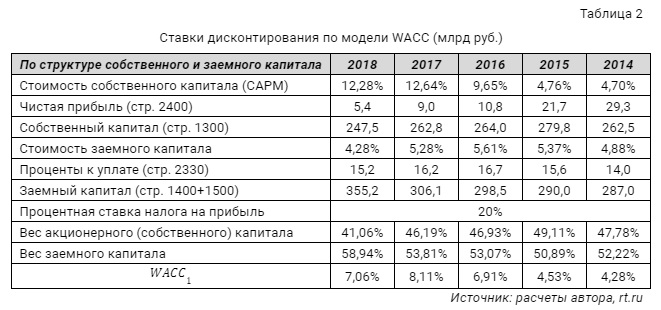 Таблица 2
Ставки дисконтирования по модели WACC (млрд руб.)
По структуре собственного и заемного капитала 2018 2017 2016 2015 2014
Стоимость собственного капитала (CAPM) 12,28% 12,64% 9,65% 4,76% 4,70%
Чистая прибыль (стр. 2400) 5,4 9,0 10,8 21,7 29,3
Собственный капитал (стр. 1300) 247,5 262,8 264,0 279,8 262,5
Стоимость заемного капитала 4,28% 5,28% 5,61% 5,37% 4,88%
Проценты к уплате (стр. 2330) 15,2 16,2 16,7 15,6 14,0
Заемный капитал (стр. 1400+1500) 355,2 306,1 298,5 290,0 287,0
Процентная ставка налога на прибыль 20%
Вес акционерного (собственного) капитала 41,06% 46,19% 46,93% 49,11% 47,78%
Вес заемного капитала 58,94% 53,81% 53,07% 50,89% 52,22%
WACC1 7,06% 8,11% 6,91% 4,53% 4,28%
Источник: расчеты автора, rt.ru